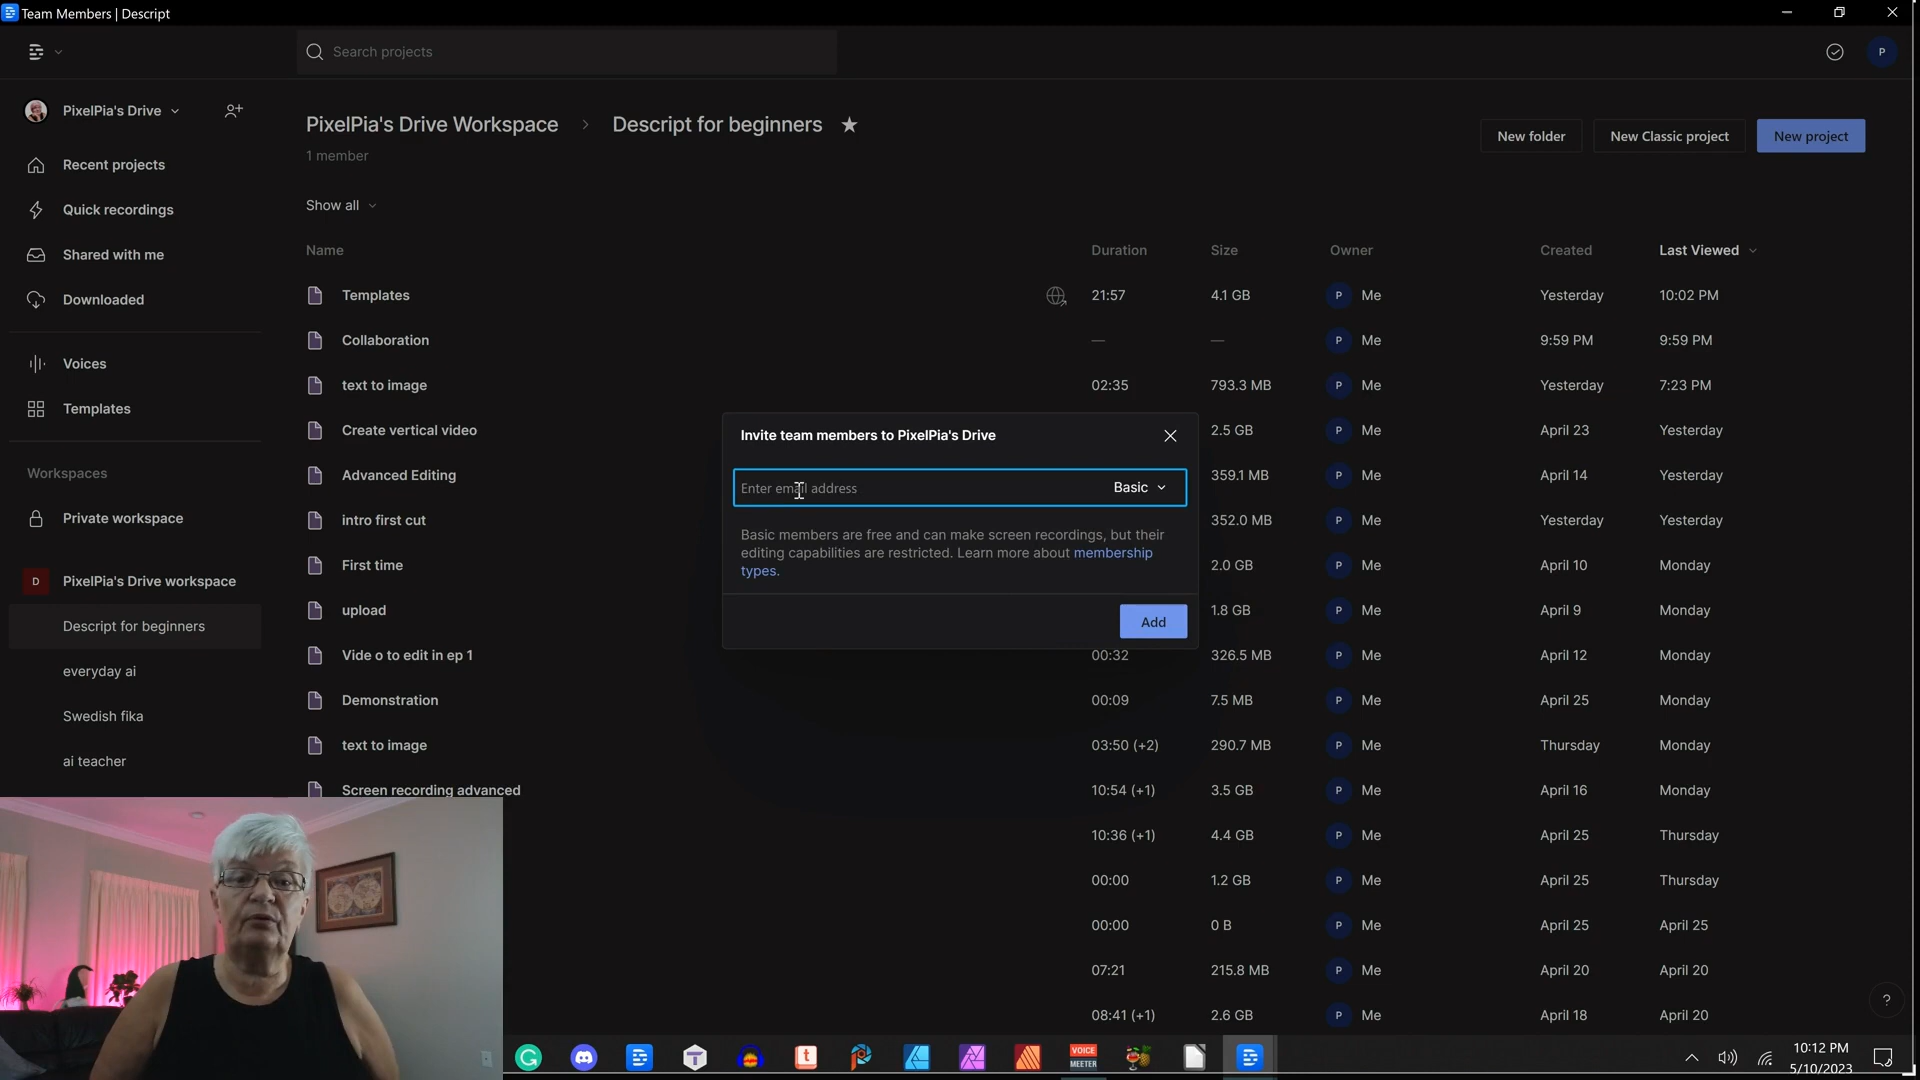 Team Members | Descript
Search projects
P
PixelPia's Drive
Recent projects
Quick recordings
Shared with me
Downloaded
Voices
Templates
Workspaces
Private workspace
D PixelPia's Drive workspace
Descript for beginners
everyday ai
Swedish fika
ai teacher
PixelPia's Drive Workspace > Descript for beginners
1 member
New folder
New Classic project
New project
Show all
Name Duration Size Owner Created Last Viewed
Templates 21:57 4.1 GB P Me Yesterday 10:02 PM
Collaboration — — P Me 9:59 PM 9:59 PM
text to image 02:35 793.3 MB P Me Yesterday 7:23 PM
Create vertical video 2.5 GB P Me April 23 Yesterday
Advanced Editing 359.1 MB P Me April 14 Yesterday
intro first cut 352.0 MB P Me Yesterday Yesterday
First time 2.0 GB P Me April 10 Monday
upload 1.8 GB P Me April 9 Monday
Vide o to edit in ep 1 00:32 326.5 MB P Me April 12 Monday
Demonstration 00:09 7.5 MB P Me April 25 Monday
text to image 03:50 (+2) 290.7 MB P Me Thursday Monday
Screen recording advanced 10:54 (+1) 3.5 GB P Me April 16 Monday
10:36 (+1) 4.4 GB P Me April 25 Thursday
00:00 1.2 GB P Me April 25 Thursday
00:00 0 B P Me April 25 April 25
07:21 215.8 MB P Me April 20 April 20
08:41 (+1) 2.6 GB P Me April 18 April 20
Invite team members to PixelPia's Drive
Enter email address Basic
Basic members are free and can make screen recordings, but their
editing capabilities are restricted. Learn more about membership
types.
Add
?
VOICE
MEETER
10:12 PM
5/10/2023